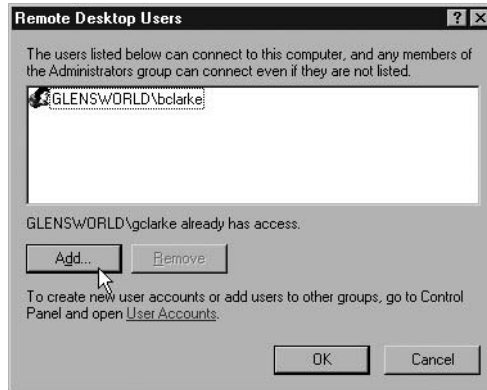 Remote Desktop Users
The users listed below can connect to this computer, and any members of
the Administrators group can connect even if they are not listed.
GLENSWORLD\bclarke
GLENSWORLD\gclarke already has access.
Add... Remove
To create new user accounts or add users to other groups, go to Control
Panel and open User Accounts.
OK Cancel